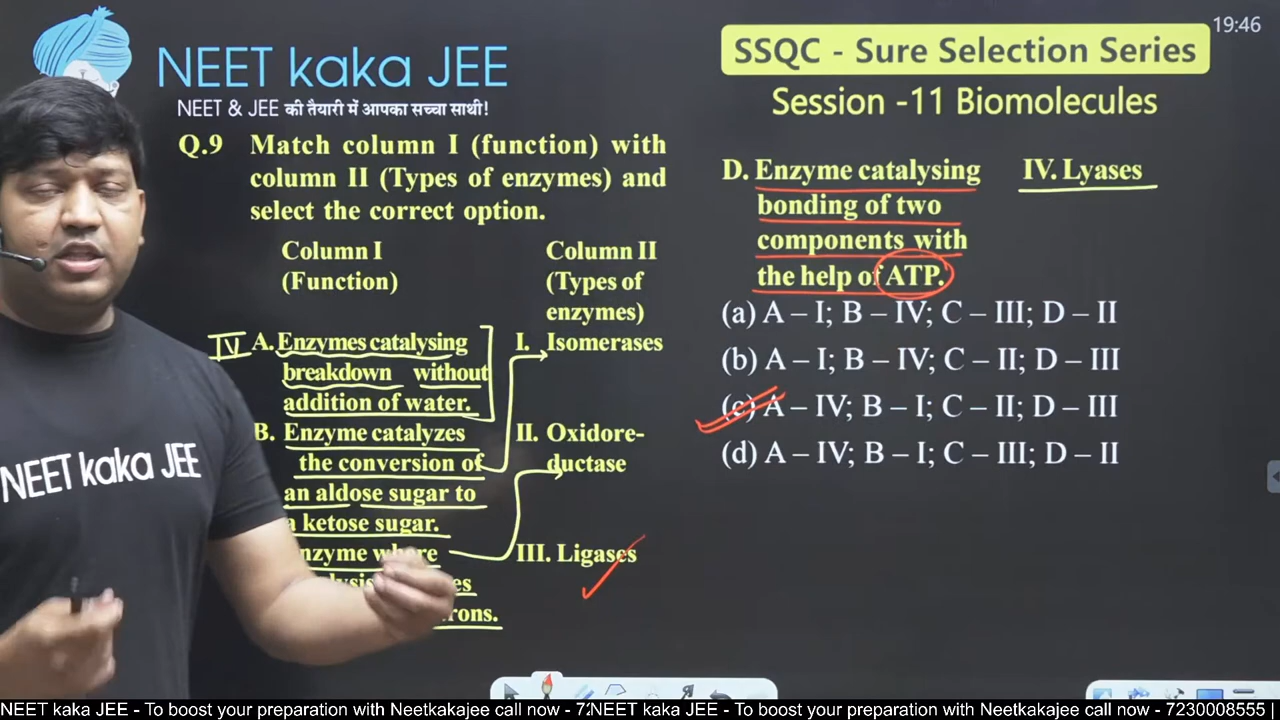 19:46
NEET kaka JEE
NEET & JEE की तैयारी में आपका सच्चा साथी!
SSQC - Sure Selection Series
Session -11 Biomolecules
Q.9 Match column I (function) with
column II (Types of enzymes) and
select the correct option.
Column I
(Function)
Column II
(Types of
enzymes)
IV A. Enzymes catalysing
breakdown without
addition of water.
I. Isomerases
B. Enzyme catalyzes
the conversion of
an aldose sugar to
a ketose sugar.
II. Oxidore-
ductase
where
III. Ligases
D. Enzyme catalysing
bonding of two
components with
the help of ATP.
IV. Lyases
(a) A – I; B – IV; C – III; D – II
(b) A – I; B – IV; C – II; D – III
(c) A – IV; B – I; C – II; D – III
(d) A – IV; B – I; C – III; D – II
NEET kaka JEE
NEET kaka JEE - To boost your preparation with Neetkakajee call now - 72NEET kaka JEE - To boost your preparation with Neetkakajee call now - 7230008555 |